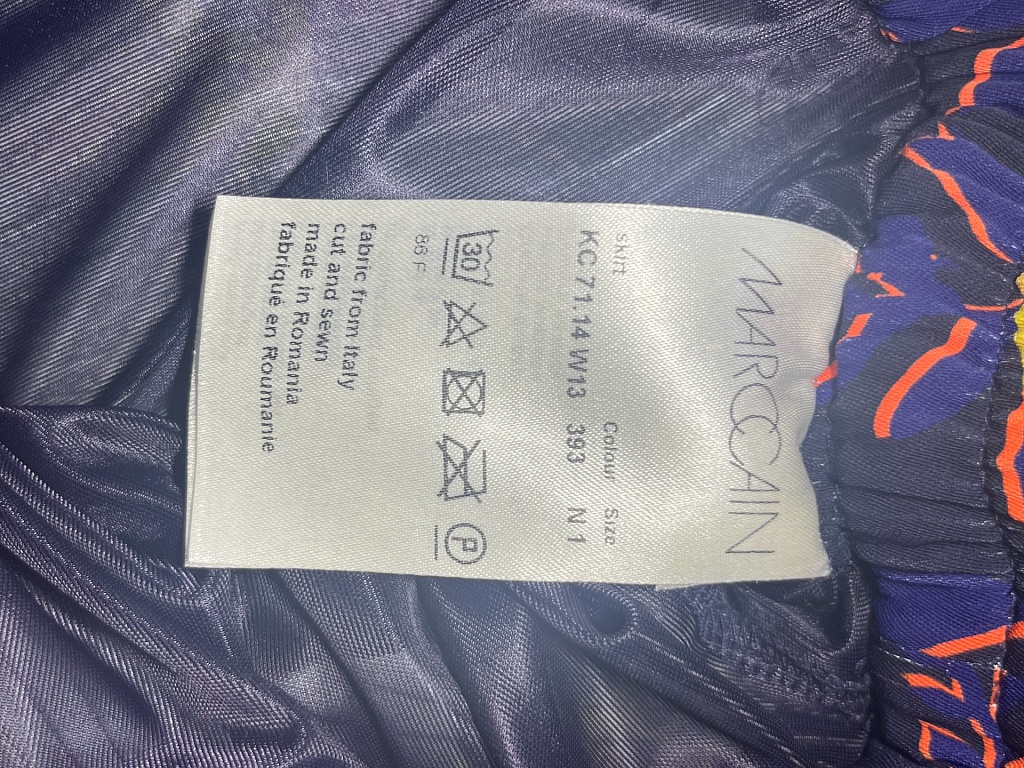 MARCCAIN
skirt Colour Size
KC 71.14 W13 393 N 1
30 P
86 F
fabric from Italy
cut and sewn
made in Romania
fabriqué en Roumanie